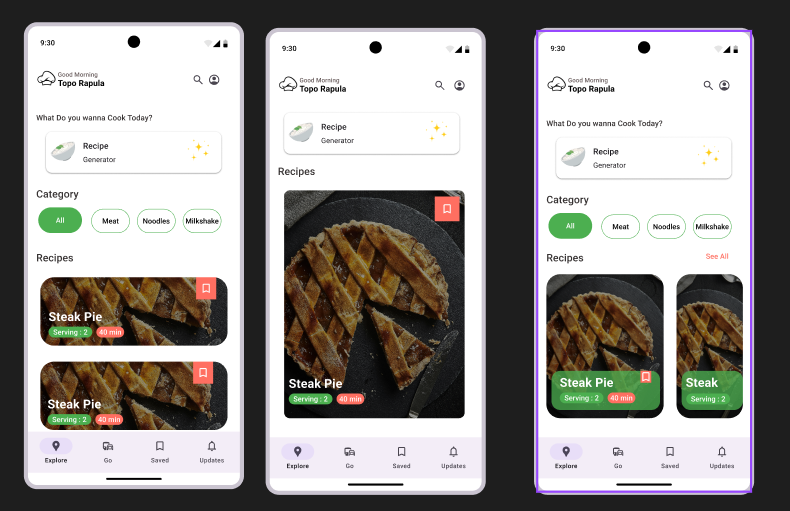 9:30
Good Morning
Topo Rapula
What Do you wanna Cook Today?
Recipe
Generator
Category
All
Meat
Noodles
Milkshake
Recipes
Steak Pie
Serving : 2
40 min
Steak Pie
Serving : 2
40 min
Explore
Go
Saved
Updates
9:30
Good Morning
Topo Rapula
Recipe
Generator
Recipes
Steak Pie
Serving : 2
40 min
Explore
Go
Saved
Updates
9:30
Good Morning
Topo Rapula
What Do you wanna Cook Today?
Recipe
Generator
Category
All
Meat
Noodles
Milkshake
Recipes
See All
Steak Pie
Serving : 2
40 min
Steak
Serving : 2
Explore
Go
Saved
Updates